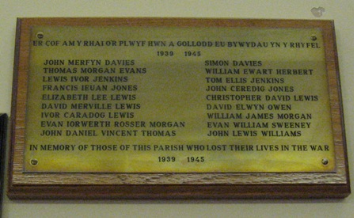 ER COF AM Y RHAI O'R PLWYF HWN A GOLLODD EU BYWYDAU YN Y RHYFEL
1939 1945
JOHN MERFYN DAVIES
THOMAS MORGAN EVANS
LEWIS IVOR JENKINS
FRANCIS IEUAN JONES
ELIZABETH LEE LEWIS
DAVID MERVILLE LEWIS
IVOR CARADOG LEWIS
EVAN IORWERTH ROSSER MORGAN
JOHN DANIEL VINCENT THOMAS
SIMON DAVIES
WILLIAM EWART HERBERT
TOM ELLIS JENKINS
JOHN CEREDIG JONES
CHRISTOPHER DAVID LEWIS
DAVID ELWYN OWEN
WILLIAM JAMES MORGAN
EVAN WILLIAM SWEENEY
JOHN LEWIS WILLIAMS
IN MEMORY OF THOSE OF THIS PARISH WHO LOST THEIR LIVES IN THE WAR
1939 1945